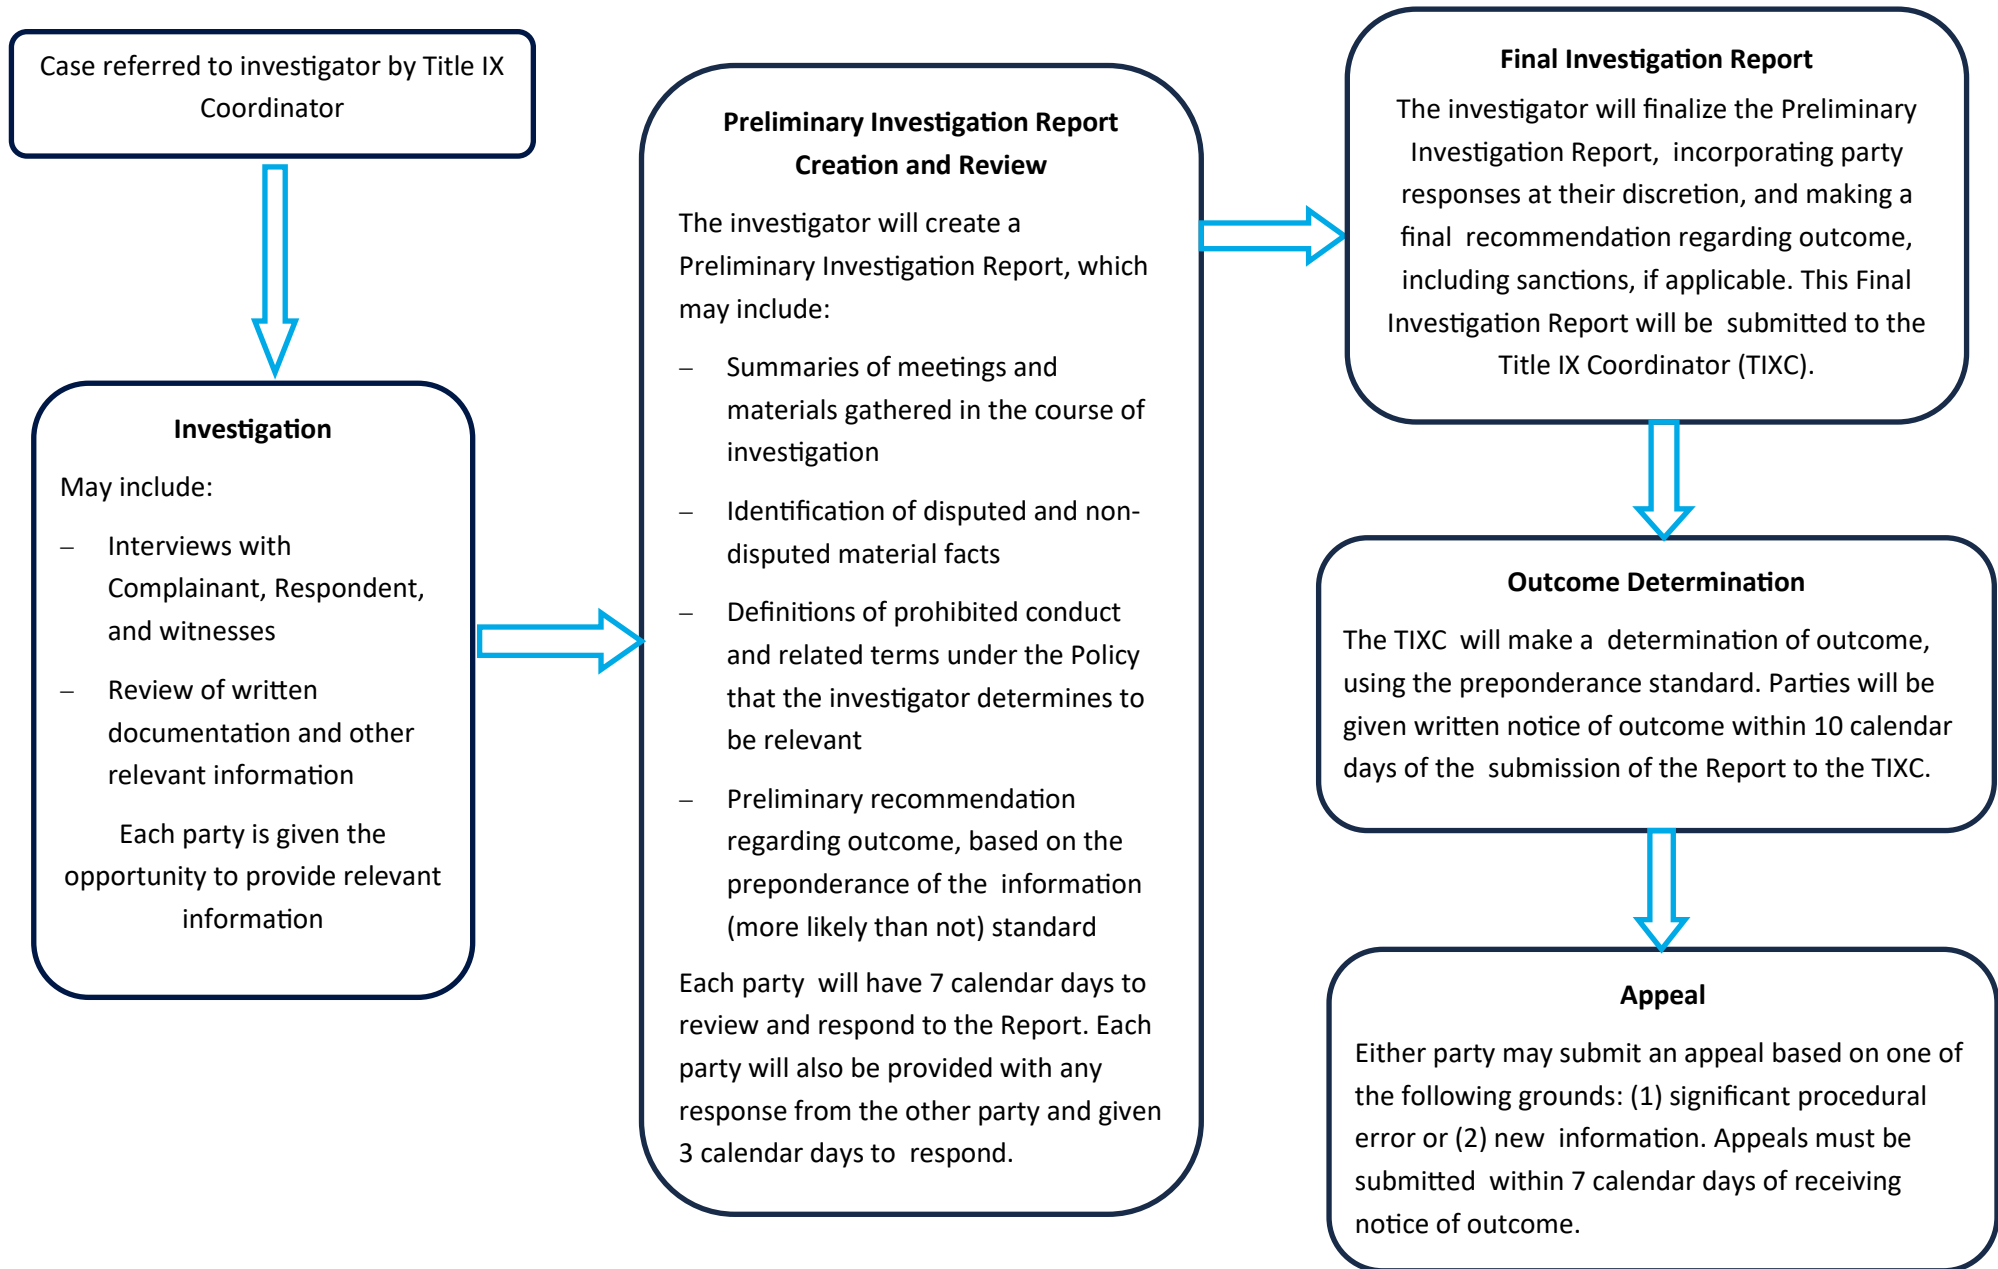 Case referred to investigator by Title IX
Coordinator
Investigation
May include:
– Interviews with
Complainant, Respondent,
and witnesses
– Review of written
documentation and other
relevant information
Each party is given the
opportunity to provide relevant
information
Preliminary Investigation Report
Creation and Review
The investigator will create a
Preliminary Investigation Report, which
may include:
– Summaries of meetings and
materials gathered in the course of
investigation
– Identification of disputed and non-
disputed material facts
– Definitions of prohibited conduct
and related terms under the Policy
that the investigator determines to
be relevant
– Preliminary recommendation
regarding outcome, based on the
preponderance of the information
(more likely than not) standard
Each party will have 7 calendar days to
review and respond to the Report. Each
party will also be provided with any
response from the other party and given
3 calendar days to respond.
Final Investigation Report
The investigator will finalize the Preliminary
Investigation Report, incorporating party
responses at their discretion, and making a
final recommendation regarding outcome,
including sanctions, if applicable. This Final
Investigation Report will be submitted to the
Title IX Coordinator (TIXC).
Outcome Determination
The TIXC will make a determination of outcome,
using the preponderance standard. Parties will be
given written notice of outcome within 10 calendar
days of the submission of the Report to the TIXC.
Appeal
Either party may submit an appeal based on one of
the following grounds: (1) significant procedural
error or (2) new information. Appeals must be
submitted within 7 calendar days of receiving
notice of outcome.